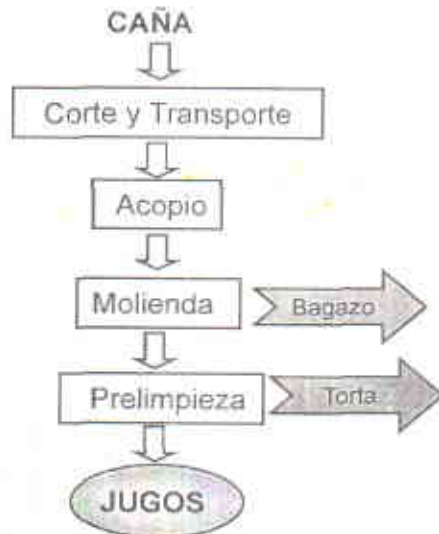 CAÑA
Corte y Transporte
Acopio
Molienda
Bagazo
Prelimpieza
Torta
JUGOS